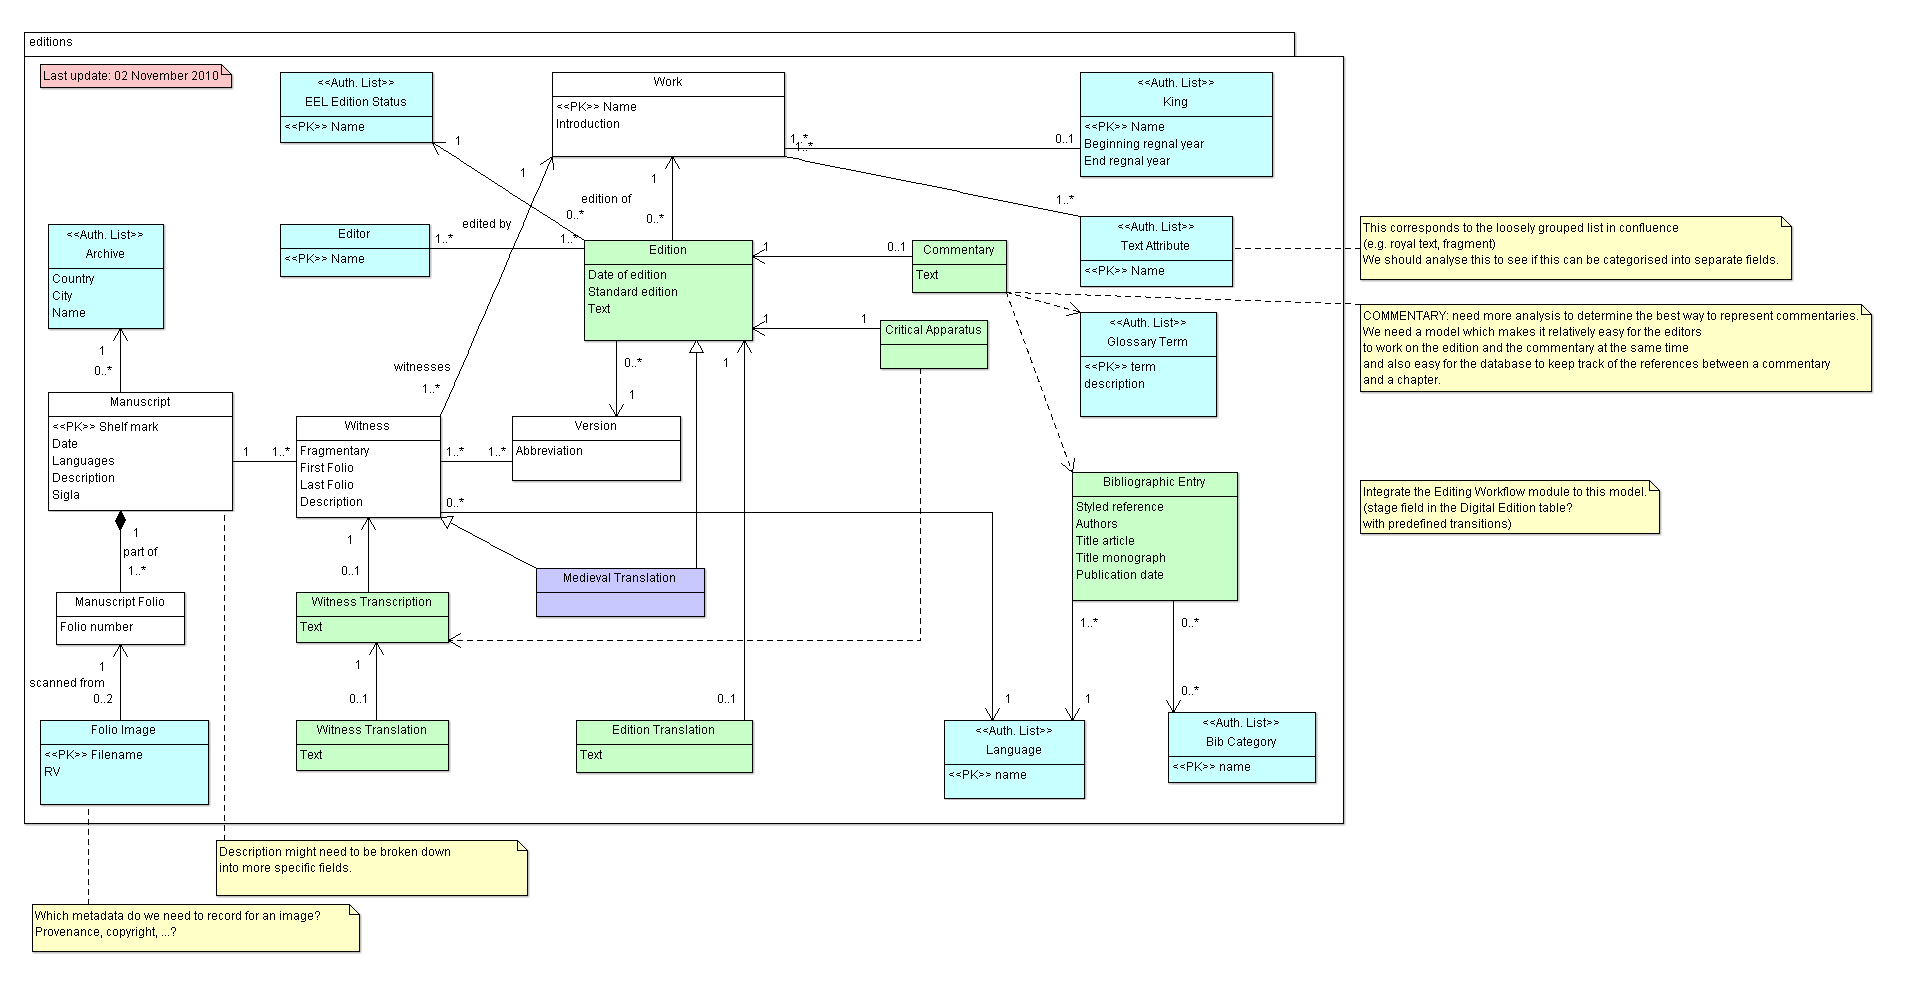 editions
Last update: 02 November 2010
<<Auth. List>>
EEL Edition Status
<<PK>> Name
Work
<<PK>> Name
Introduction
<<Auth. List>>
King
<<PK>> Name
Beginning regnal year
End regnal year
1
1..*
1..*
0..1
1
1
edition of
0..*
0..*
1..*
<<Auth. List>>
Archive
Country
City
Name
Editor
<<PK>> Name
edited by
1..*
1..*
Edition
Date of edition
Standard edition
Text
1
0..1
Commentary
Text
<<Auth. List>>
Text Attribute
<<PK>> Name
This corresponds to the loosely grouped list in confluence
(e.g. royal text, fragment)
We should analyse this to see if this can be categorised into separate fields.
1
1
Critical Apparatus
<<Auth. List>>
Glossary Term
<<PK>> term
description
COMMENTARY: need more analysis to determine the best way to represent commentaries.
We need a model which makes it relatively easy for the editors
to work on the edition and the commentary at the same time
and also easy for the database to keep track of the references between a commentary
and a chapter.
1
0..*
witnesses
1..*
0..*
1
1
Manuscript
<<PK>> Shelf mark
Date
Languages
Description
Sigla
1
1..*
Witness
Fragmentary
First Folio
Last Folio
Description
1..*
1..*
Version
Abbreviation
0..*
Bibliographic Entry
Styled reference
Authors
Title article
Title monograph
Publication date
Integrate the Editing Workflow module to this model.
(stage field in the Digital Edition table?
with predefined transitions)
1
part of
1..*
1
0..1
Medieval Translation
Manuscript Folio
Folio number
Witness Transcription
Text
1..*
0..*
1
scanned from
0..2
1
0..1
0..1
1
1
0..*
Folio Image
<<PK>> Filename
RV
Witness Translation
Text
Edition Translation
Text
<<Auth. List>>
Language
<<PK>> name
<<Auth. List>>
Bib Category
<<PK>> name
Description might need to be broken down
into more specific fields.
Which metadata do we need to record for an image?
Provenance, copyright, ...?